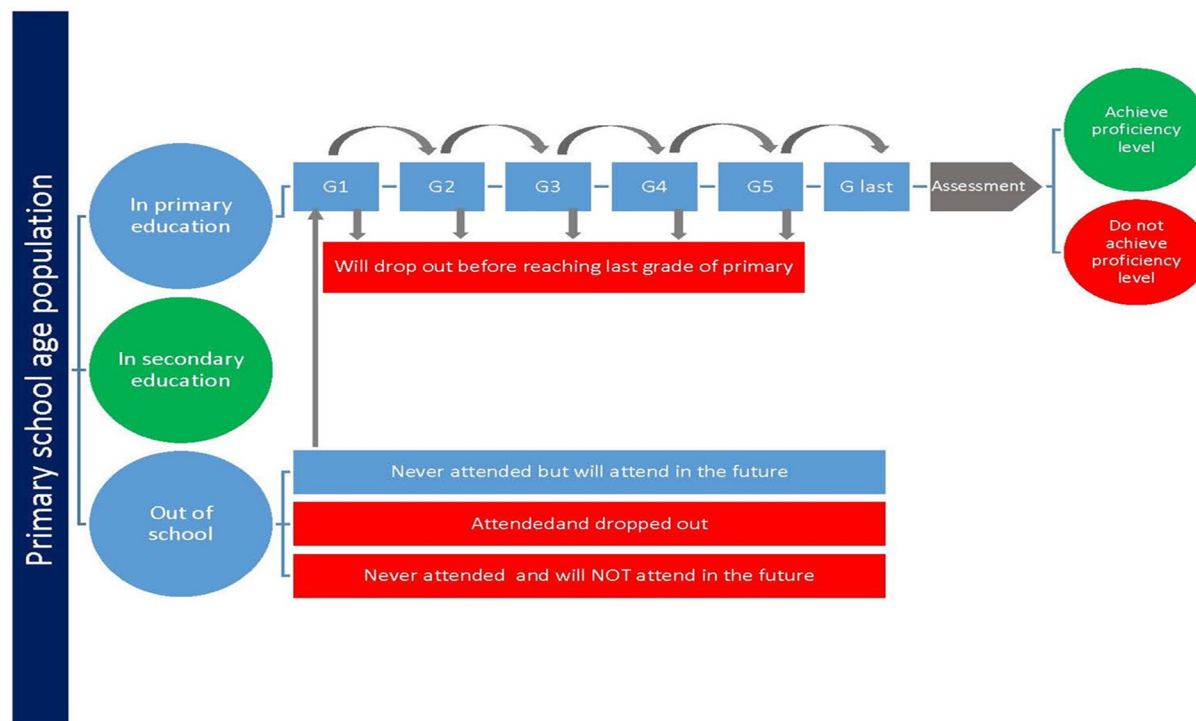 Primary school age population
In primary
education
In secondary
education
Out of
school
G1
G2
G3
G4
G5
G last
Assessment
Will drop out before reaching last grade of primary
Achieve
proficiency
level
Do not
achieve
proficiency
level
Never attended but will attend in the future
Attendedand dropped out
Never attended  and will NOT attend in the future